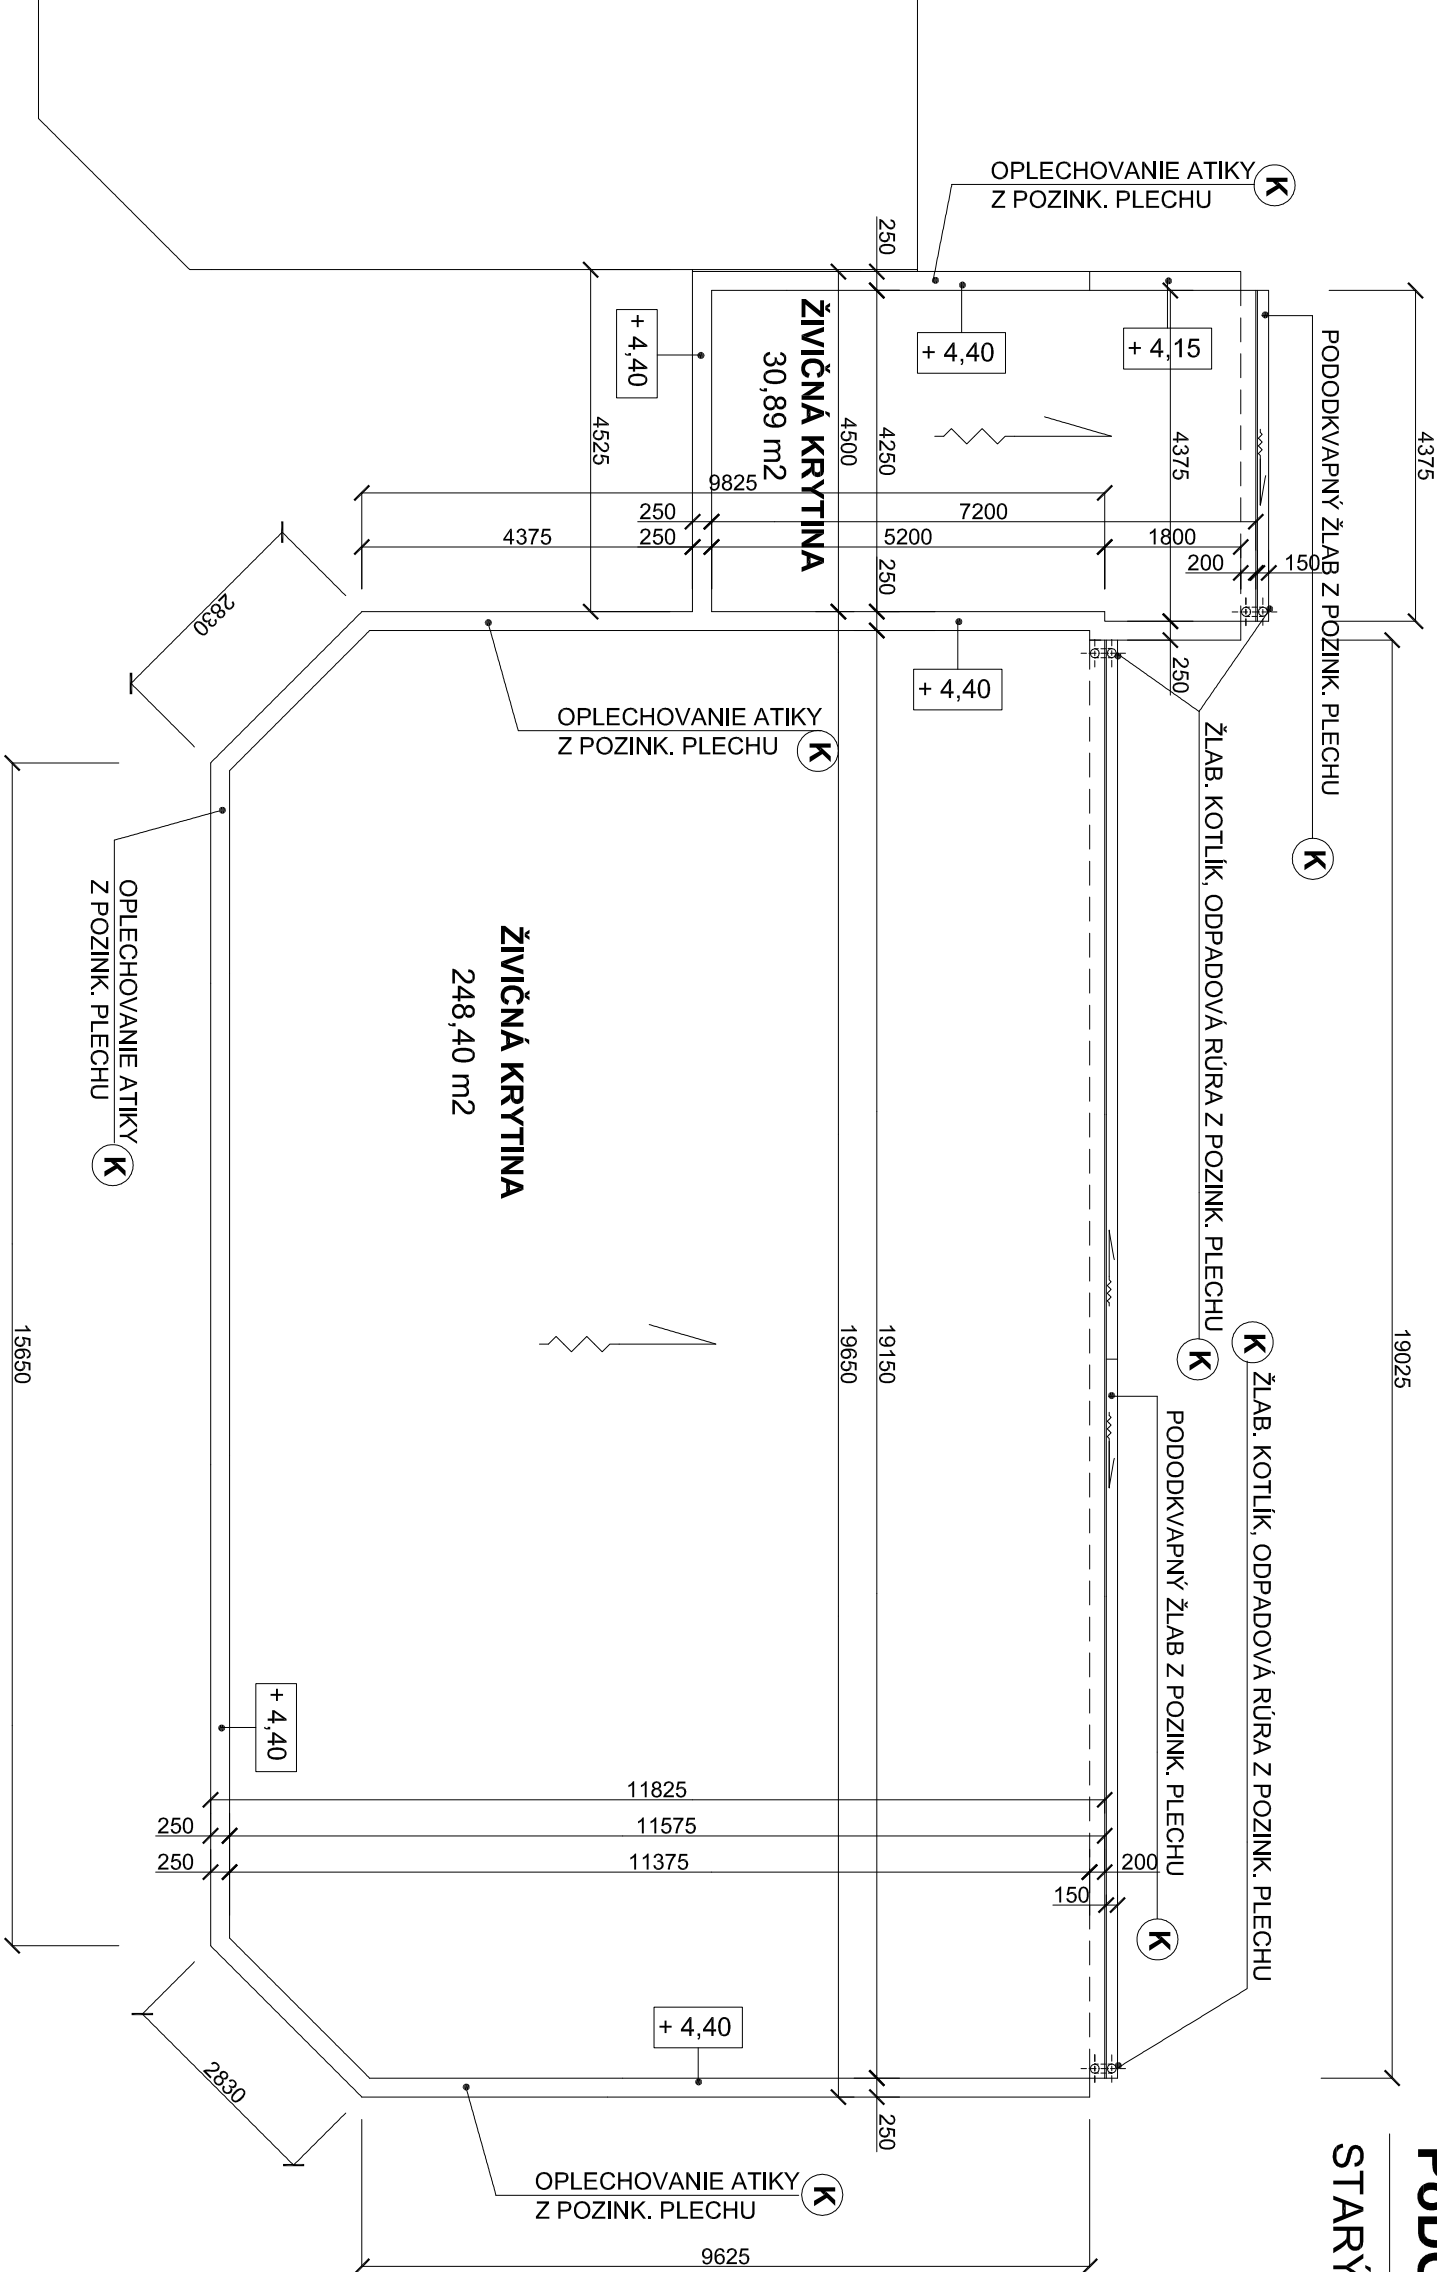 OPLECHOVANIE ATIKY
Z POZINK. PLECHU
K
250
4375
PODODKVAPNÝ ŽLAB Z POZINK. PLECHU
K
+ 4,40
+ 4,15
+ 4,40
ŽIVIČNÁ KRYTINA
30,89 m2
4525
4500
4250
4375
9825
250
7200
4375
250
5200
1800
200
150
250
250
2830
+ 4,40
OPLECHOVANIE ATIKY
Z POZINK. PLECHU
K
ŽLAB. KOTLÍK, ODPADOVÁ RÚRA Z POZINK. PLECHU
K
OPLECHOVANIE ATIKY
Z POZINK. PLECHU
K
ŽIVIČNÁ KRYTINA
248,40 m2
15650
19650
19150
19025
K
ŽLAB. KOTLÍK, ODPADOVÁ RÚRA Z POZINK. PLECHU
PODODKVAPNÝ ŽLAB Z POZINK. PLECHU
K
+ 4,40
11825
250
11575
250
11375
200
150
+ 4,40
2830
250
OPLECHOVANIE ATIKY
Z POZINK. PLECHU
K
9625
STARÝ